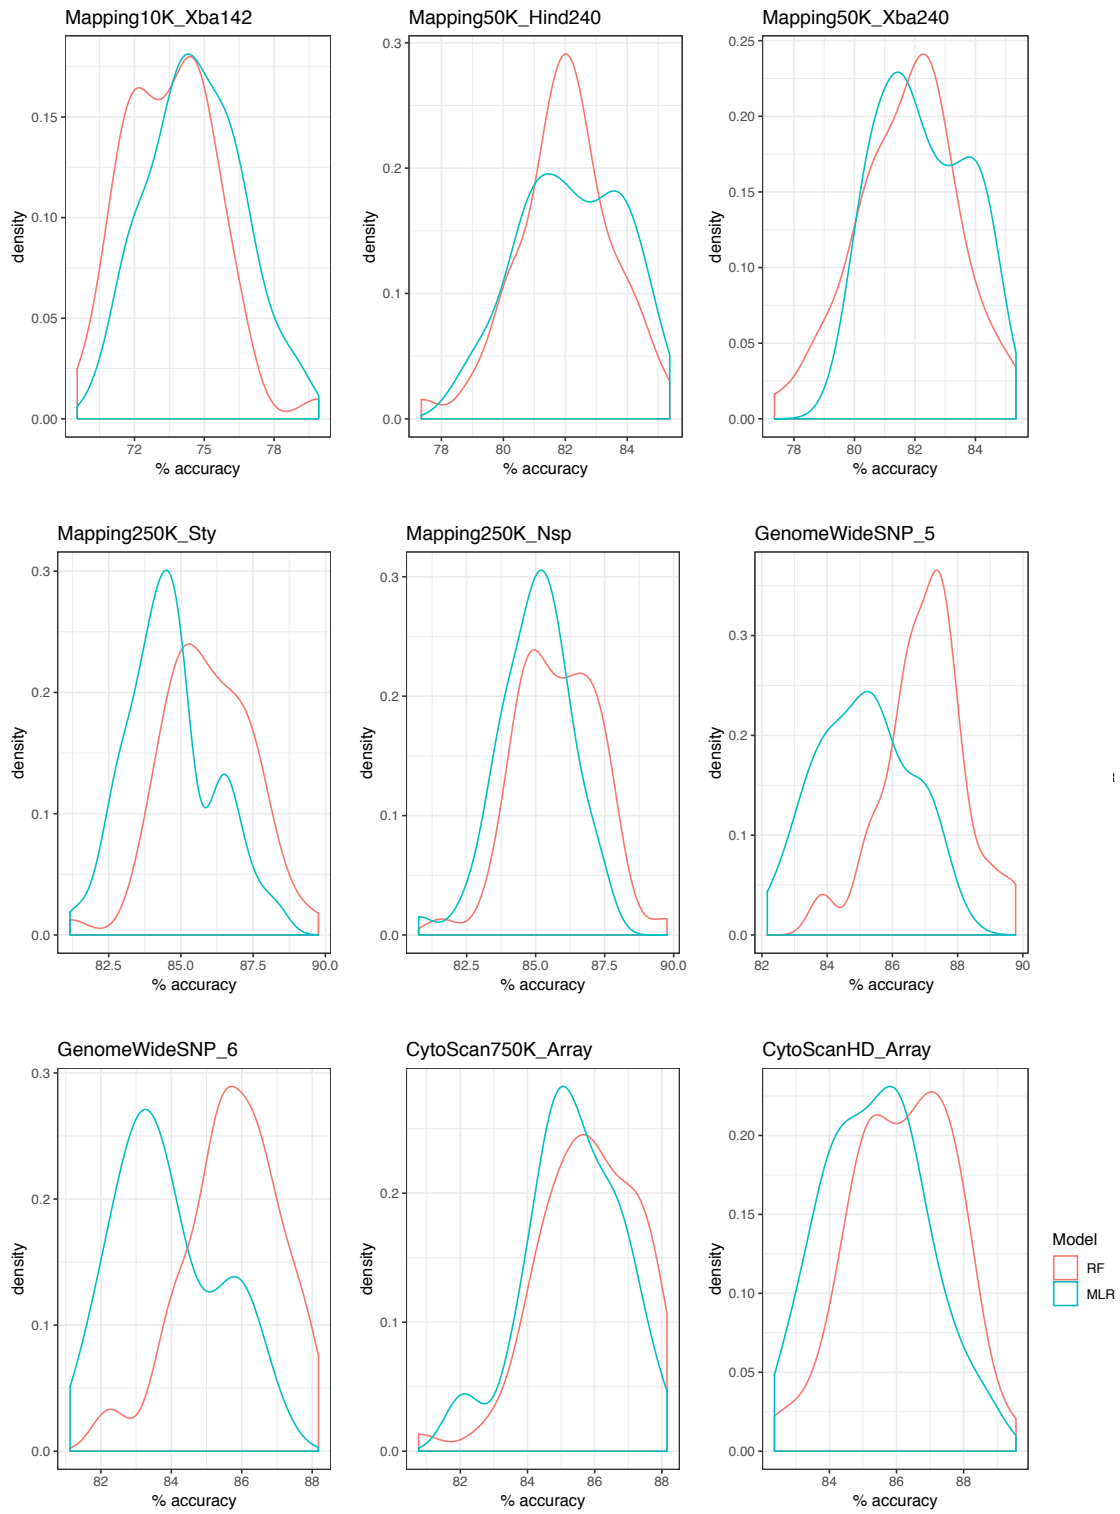 Mapping10K_Xba142
0.15
0.10
0.05
0.00
density
72 75 78
% accuracy
Mapping50K_Hind240
0.3
0.2
0.1
0.0
density
78 80 82 84
% accuracy
Mapping50K_Xba240
0.25
0.20
0.15
0.10
0.05
0.00
density
78 80 82 84
% accuracy
Mapping250K_Sty
0.3
0.2
0.1
0.0
density
82.5 85.0 87.5 90.0
% accuracy
Mapping250K_Nsp
0.3
0.2
0.1
0.0
density
82.5 85.0 87.5 90.0
% accuracy
GenomeWideSNP_5
0.3
0.2
0.1
0.0
density
82 84 86 88 90
% accuracy
GenomeWideSNP_6
0.3
0.2
0.1
0.0
density
82 84 86 88
% accuracy
CytoScan750K_Array
0.2
0.1
0.0
density
82 84 86 88
% accuracy
CytoScanHD_Array
0.20
0.15
0.10
0.05
0.00
density
84 86 88
% accuracy
Model
RF
MLR